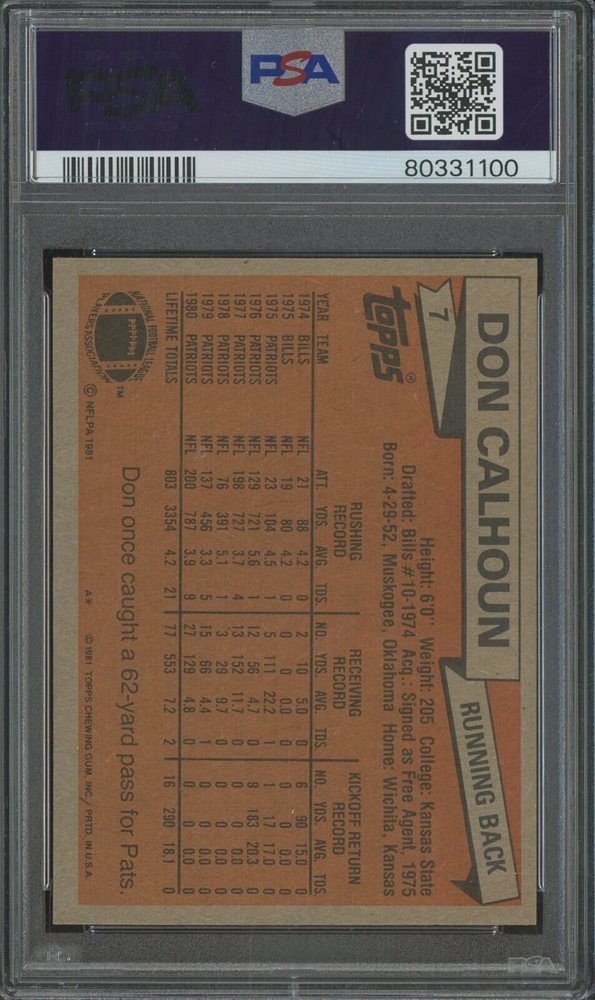 PSA
PSA
80331100
7
DON CALHOUN
RUNNING BACK
topps®
Height: 6'0" Weight: 205 College: Kansas State
Drafted: Bills #10-1974 Acq.: Signed as Free Agent, 1975
Born: 4-29-52, Muskogee, Oklahoma Home: Wichita, Kansas
RUSHING RECORD RECEIVING RECORD KICKOFF RETURN RECORD
YEAR TEAM ATT. YDS. AVG. TDS. NO. YDS. AVG. TDS. NO. YDS. AVG. TDS.
1974 BILLS NFL 21 88 4.2 0 2 10 5.0 0 6 90 15.0 0
1975 BILLS NFL 19 80 4.2 0 0 0 0.0 0 0 0 0.0 0
1975 PATRIOTS NFL 23 104 4.5 1 5 111 22.2 1 1 17 17.0 0
1976 PATRIOTS NFL 129 721 5.6 1 12 56 4.7 0 9 183 20.3 0
1977 PATRIOTS NFL 198 727 3.7 4 13 152 11.7 0 0 0 0.0 0
1978 PATRIOTS NFL 76 391 5.1 1 3 29 9.7 0 0 0 0.0 0
1979 PATRIOTS NFL 137 456 3.3 5 15 66 4.4 1 0 0 0.0 0
1980 PATRIOTS NFL 200 787 3.9 9 27 129 4.8 0 0 0 0.0 0
LIFETIME TOTALS 803 3354 4.2 21 77 553 7.2 2 16 290 18.1 0
NATIONAL FOOTBALL LEAGUE
PLAYERS ASSOCIATION™
© NFLPA 1981
Don once caught a 62-yard pass for Pats.
A* © 1981 TOPPS CHEWING GUM, INC./ PRTD. IN U.S.A.
PSA